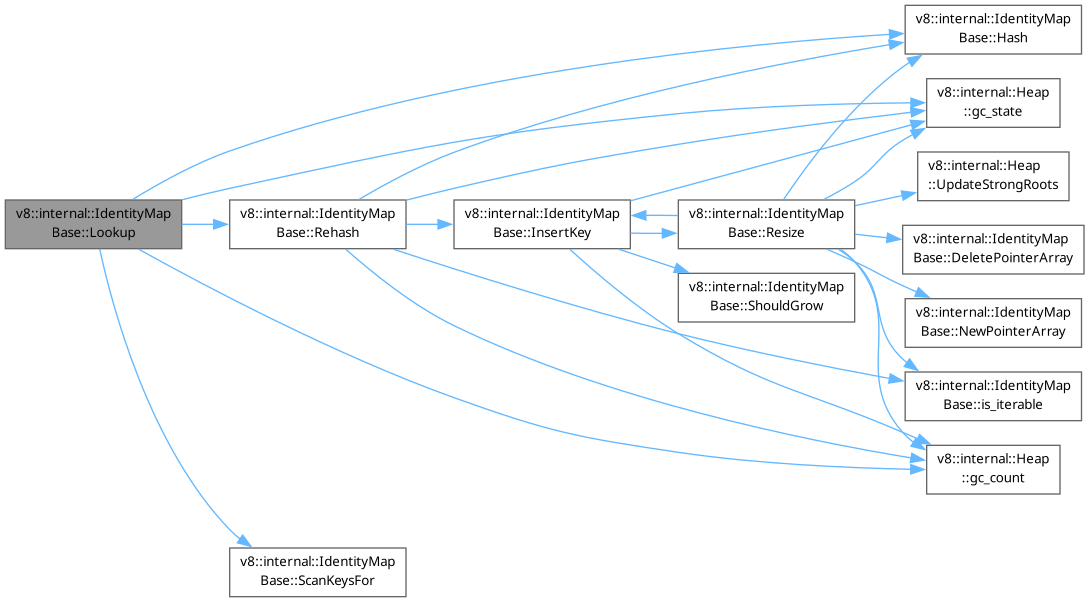 v8::internal::IdentityMap
Base::Lookup
v8::internal::IdentityMap
Base::Rehash
v8::internal::IdentityMap
Base::InsertKey
v8::internal::IdentityMap
Base::Resize
v8::internal::IdentityMap
Base::ShouldGrow
v8::internal::IdentityMap
Base::Hash
v8::internal::Heap
::gc_state
v8::internal::Heap
::UpdateStrongRoots
v8::internal::IdentityMap
Base::DeletePointerArray
v8::internal::IdentityMap
Base::NewPointerArray
v8::internal::IdentityMap
Base::is_iterable
v8::internal::Heap
::gc_count
v8::internal::IdentityMap
Base::ScanKeysFor